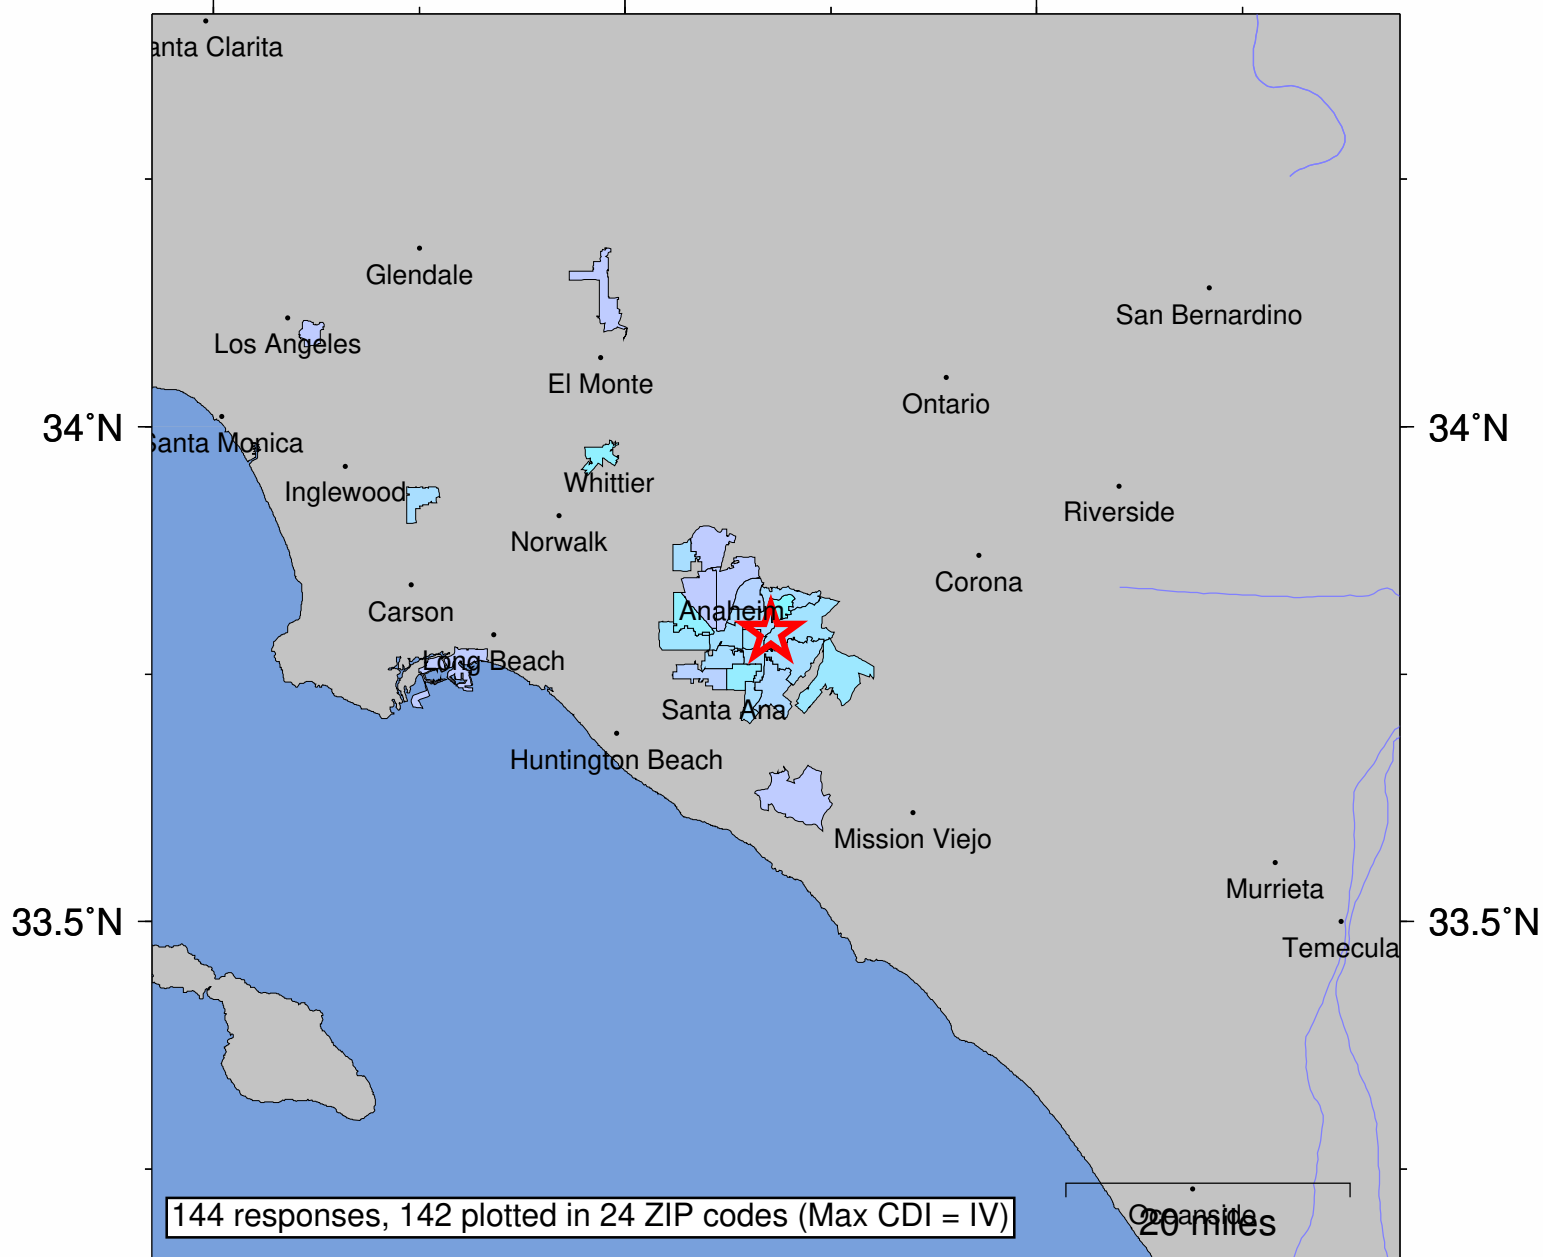 anta Clarita
Glendale
San Bernardino
Los Angeles
El Monte
Ontario
34°N
34°N
Santa Monica
Whittier
Inglewood
Riverside
Norwalk
Corona
Carson
Anaheim
Long Beach
Santa Ana
Huntington Beach
Mission Viejo
Murrieta
33.5°N
33.5°N
Temecula
144 responses, 142 plotted in 24 ZIP codes (Max CDI = IV)
Oceanside
20 miles